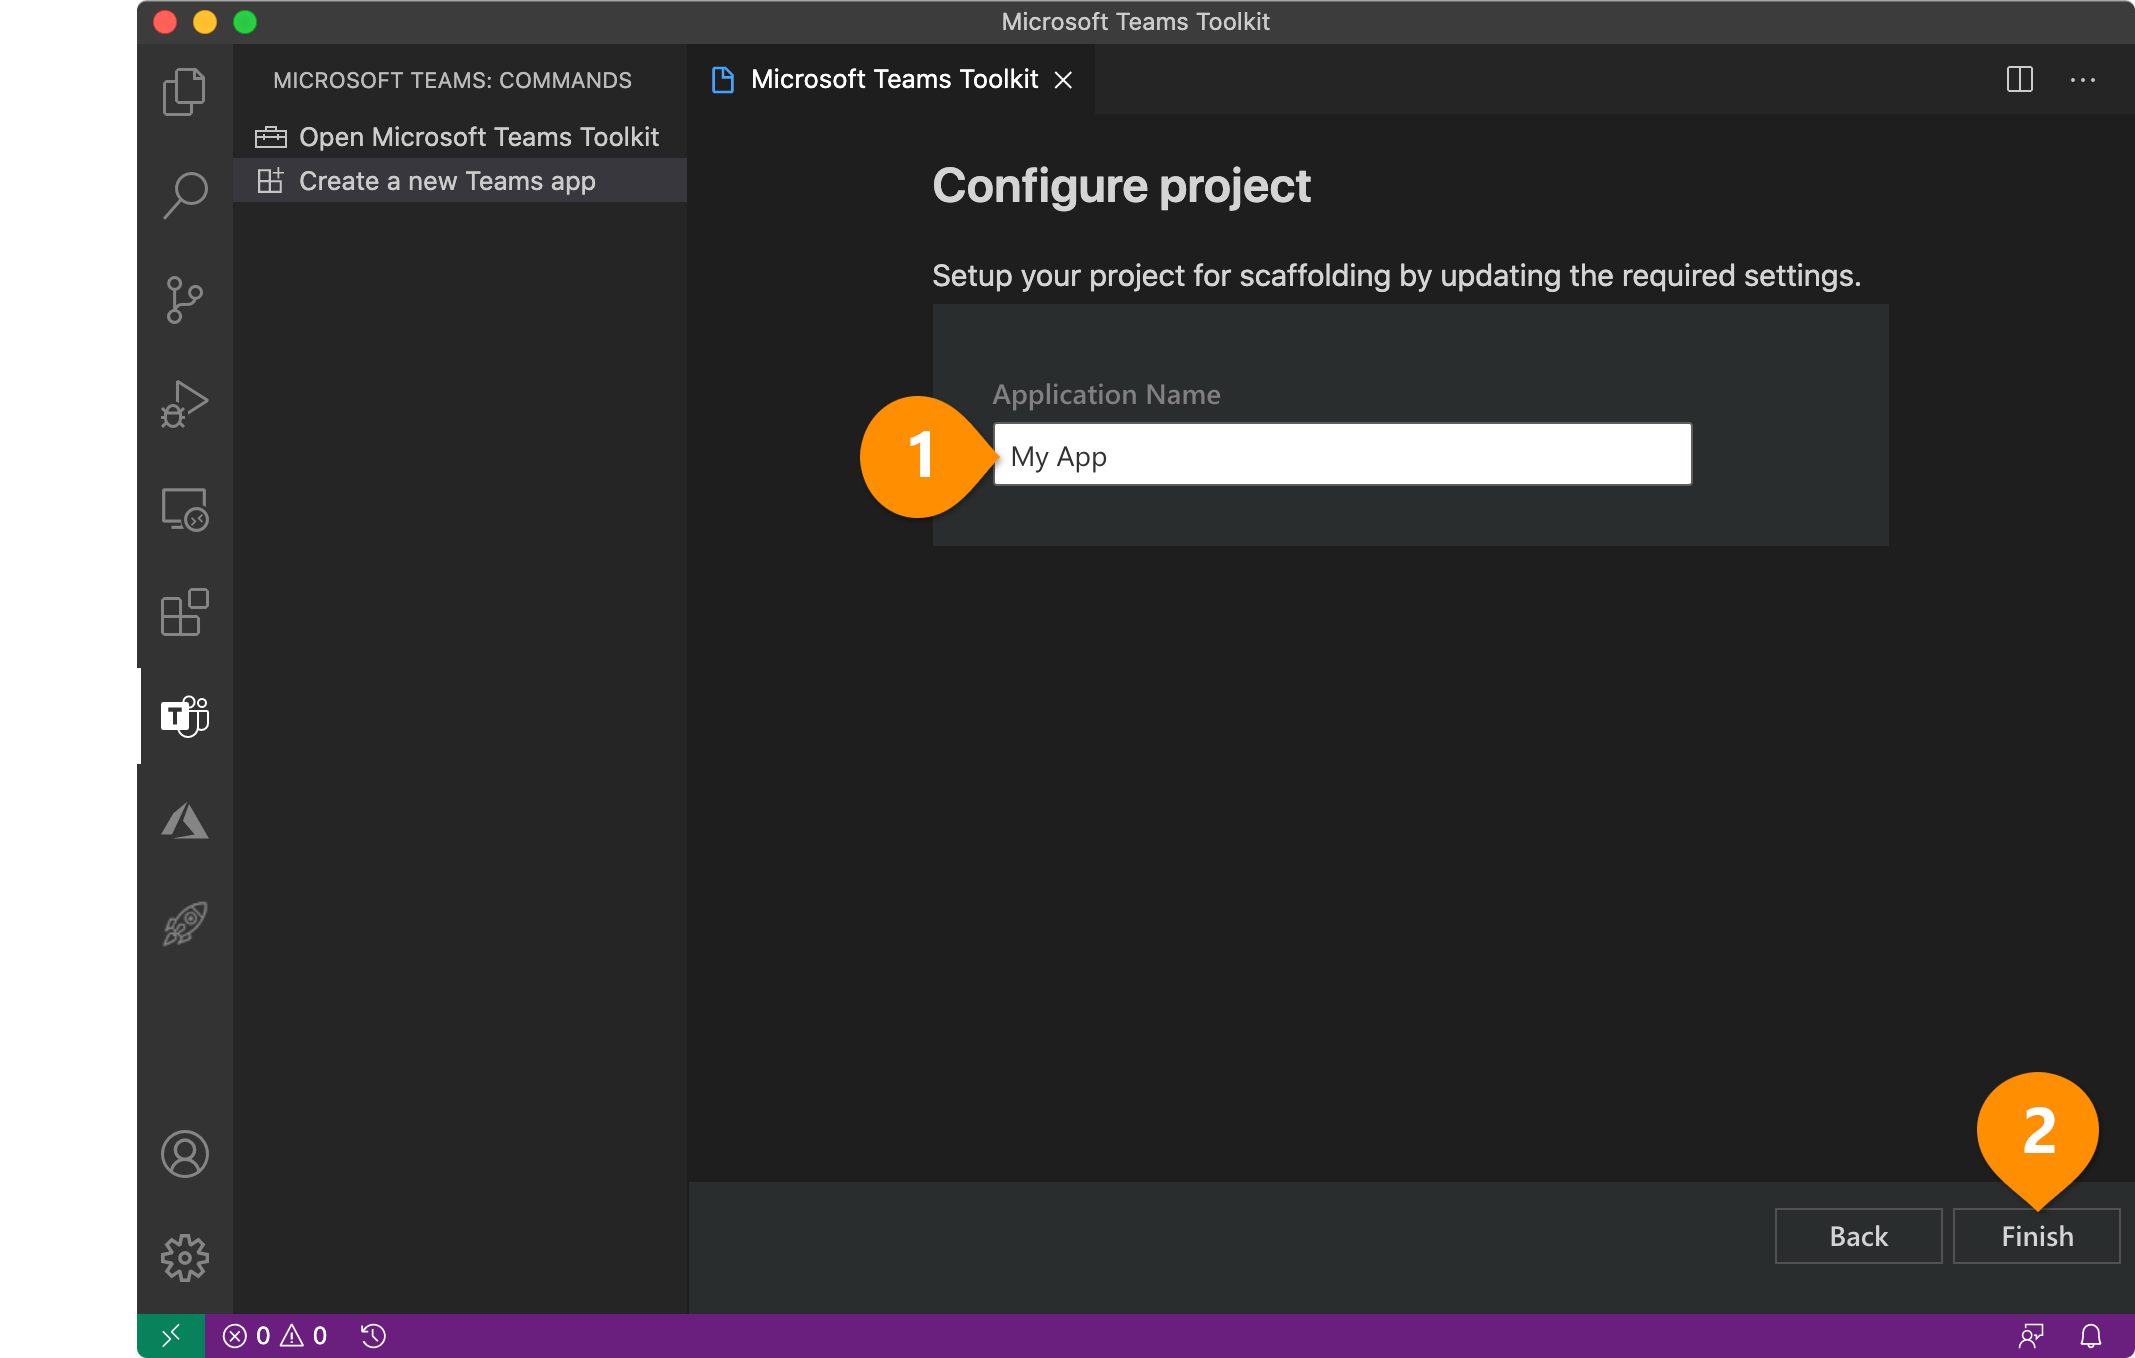 Microsoft Teams Toolkit
MICROSOFT TEAMS: COMMANDS
Open Microsoft Teams Toolkit
Create a new Teams app
Microsoft Teams Toolkit
Configure project
Setup your project for scaffolding by updating the required settings.
Application Name
1
My App
T
2
Back
Finish
0
0